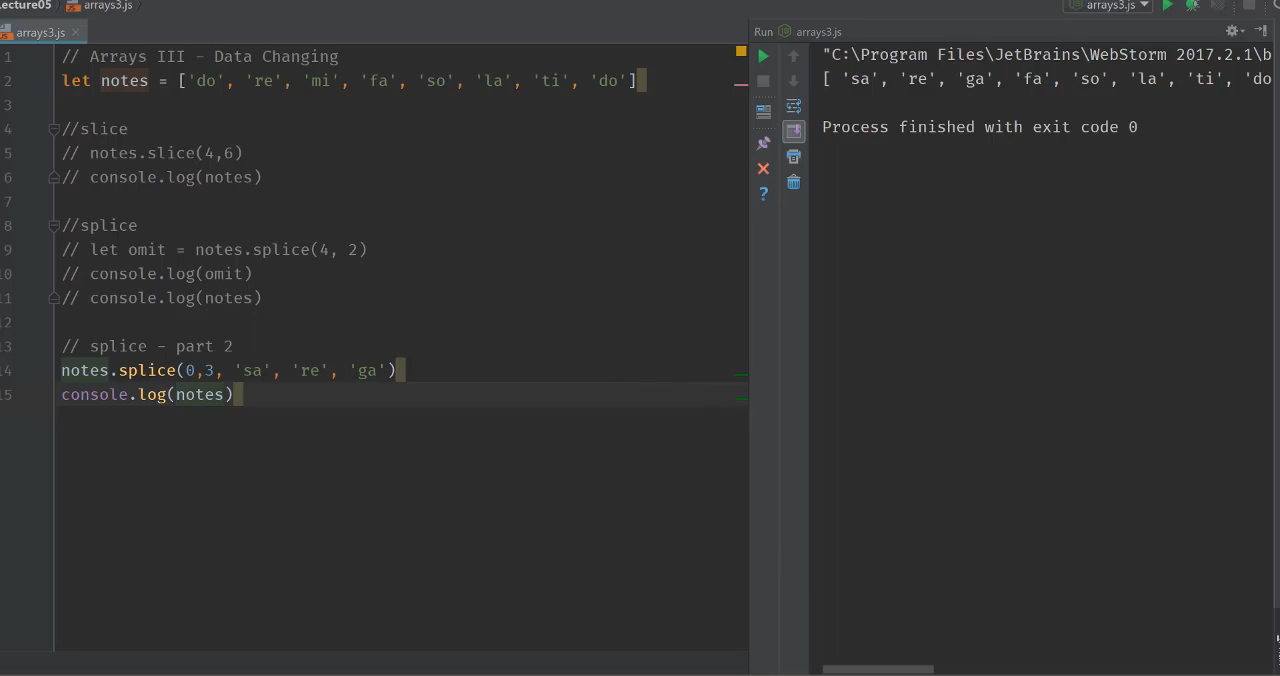 ecture05 arrays3.js arrays3.js
arrays3.js Run arrays3.js
1 // Arrays III - Data Changing
2 let notes = ['do', 're', 'mi', 'fa', 'so', 'la', 'ti', 'do']
3
4 //slice
5 // notes.slice(4,6)
6 // console.log(notes)
7
8 //splice
9 // let omit = notes.splice(4, 2)
10 // console.log(omit)
11 // console.log(notes)
12
13 // splice - part 2
14 notes.splice(0,3, 'sa', 're', 'ga')
15 console.log(notes)
"C:\Program Files\JetBrains\WebStorm 2017.2.1\b
[ 'sa', 're', 'ga', 'fa', 'so', 'la', 'ti', 'do
Process finished with exit code 0